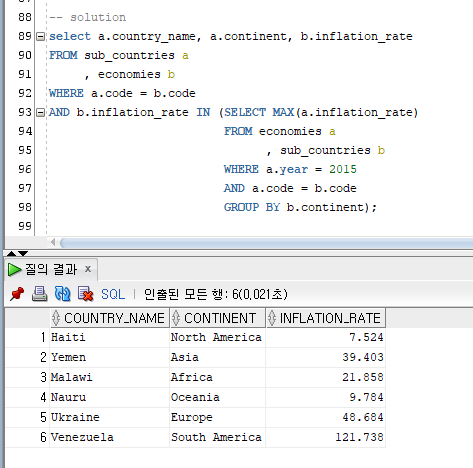 88 -- solution
89 select a.country_name, a.continent, b.inflation_rate
90 FROM sub_countries a
91 , economies b
92 WHERE a.code = b.code
93 AND b.inflation_rate IN (SELECT MAX(a.inflation_rate)
94 FROM economies a
95 , sub_countries b
96 WHERE a.year = 2015
97 AND a.code = b.code
98 GROUP BY b.continent);
99
질의 결과 x
SQL | 인출된 모든 행: 6(0,021초)
COUNTRY_NAME CONTINENT INFLATION_RATE
1 Haiti North America 7.524
2 Yemen Asia 39.403
3 Malawi Africa 21.858
4 Nauru Oceania 9.784
5 Ukraine Europe 48.684
6 Venezuela South America 121.738